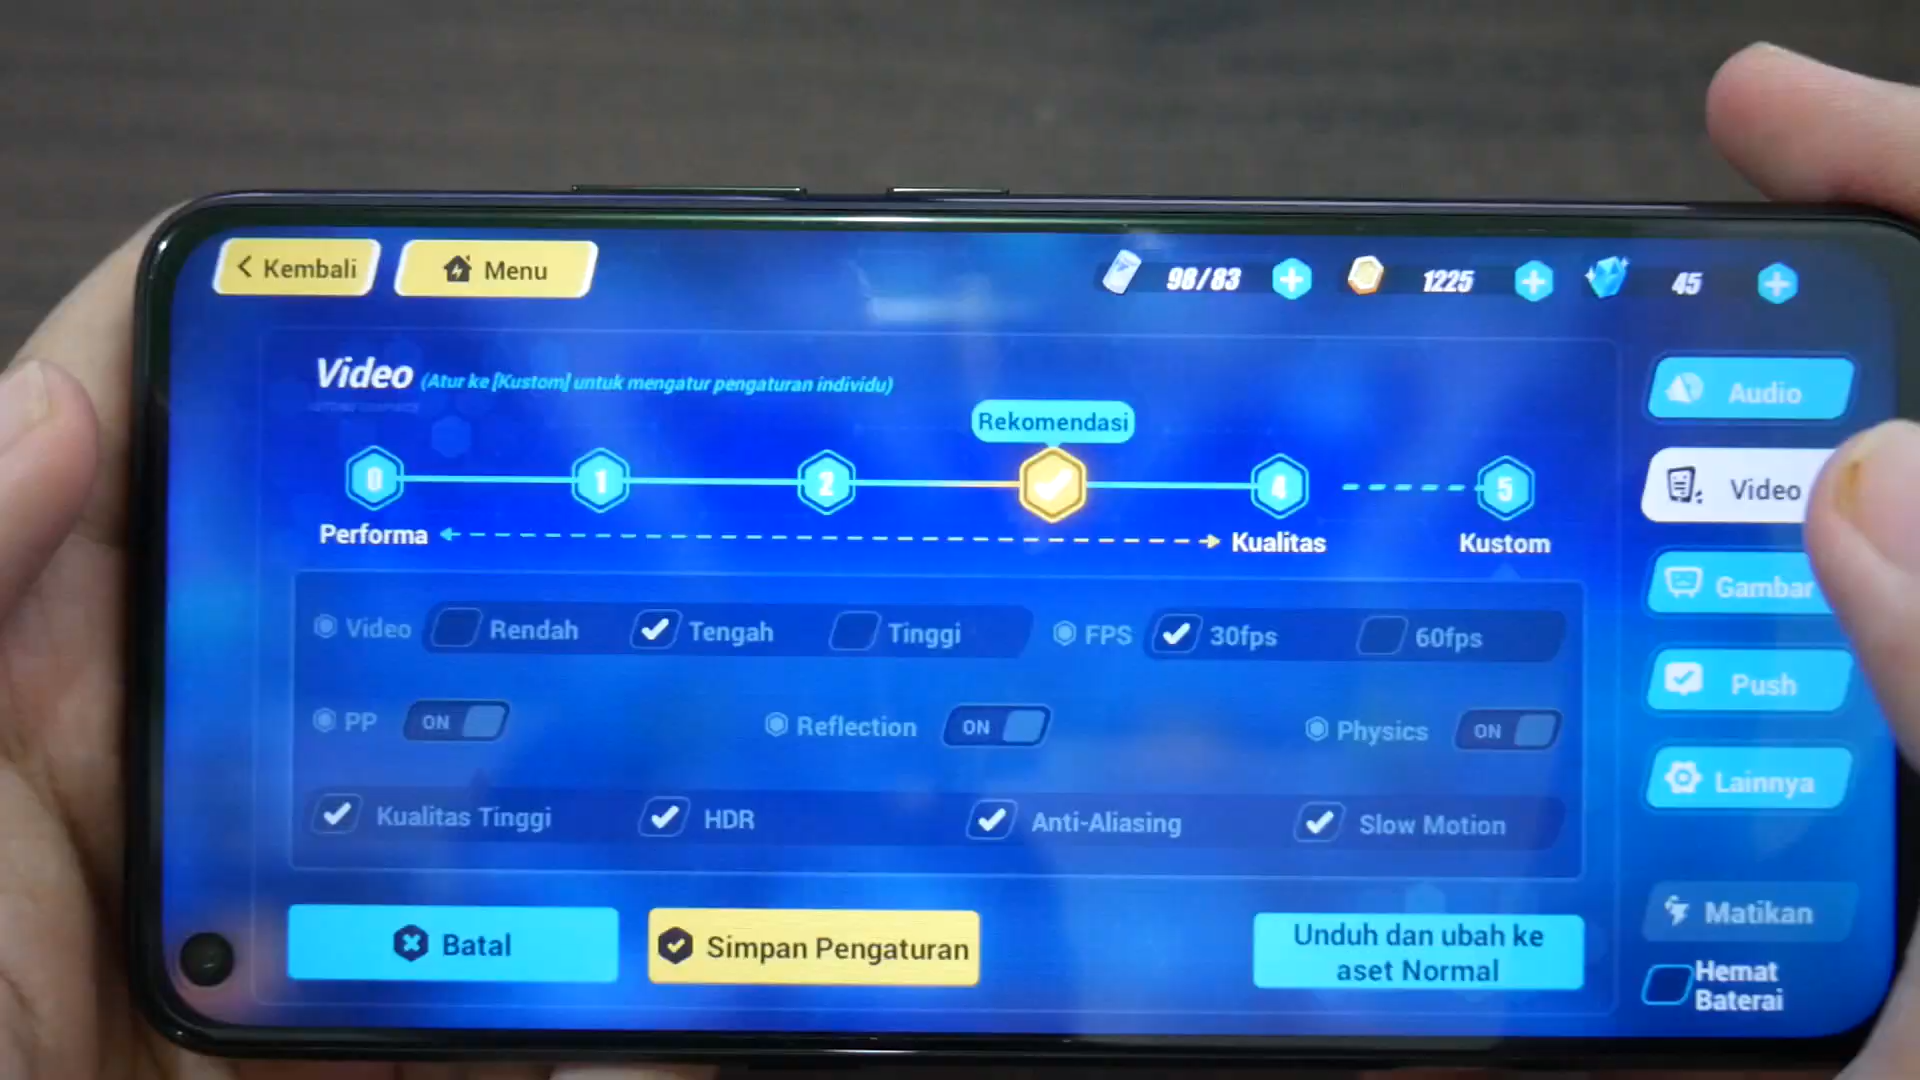 Kembali
Menu
98/83
1225
45
Video (Atur ke [Kustom] untuk mengatur pengaturan individu)
Rekomendasi
0
1
2
4
5
Performa
Kualitas
Kustom
Video
Rendah
Tengah
Tinggi
FPS
30fps
60fps
PP
ON
Reflection
ON
Physics
ON
Kualitas Tinggi
HDR
Anti-Aliasing
Slow Motion
Batal
Simpan Pengaturan
Unduh dan ubah ke
aset Normal
Audio
Video
Gambar
Push
Lainnya
Matikan
Hemat
Baterai